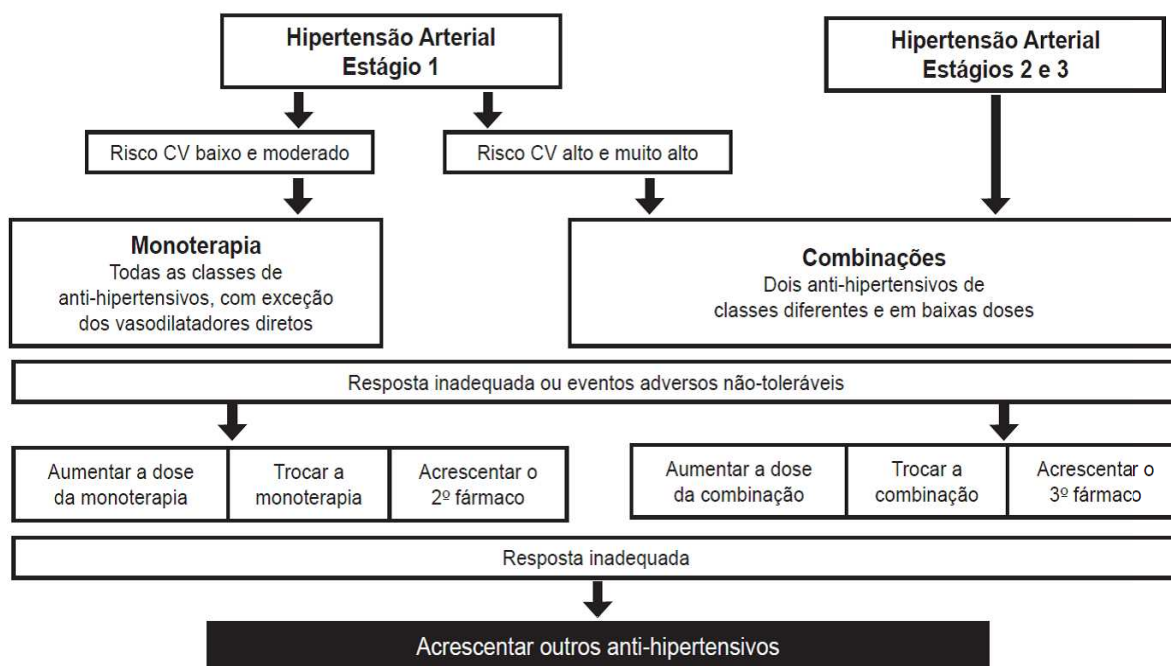 Hipertensão Arterial
Estágio 1
Hipertensão Arterial
Estágios 2 e 3
Risco CV baixo e moderado
Risco CV alto e muito alto
Monoterapia
Todas as classes de
anti-hipertensivos, com exceção
dos vasodilatadores diretos
Combinações
Dois anti-hipertensivos de
classes diferentes e em baixas doses
Resposta inadequada ou eventos adversos não-toleráveis
Aumentar a dose
da monoterapia
Trocar a
monoterapia
Acrescentar o
2º fármaco
Aumentar a dose
da combinação
Trocar a
combinação
Acrescentar o
3º fármaco
Resposta inadequada
Acrescentar outros anti-hipertensivos